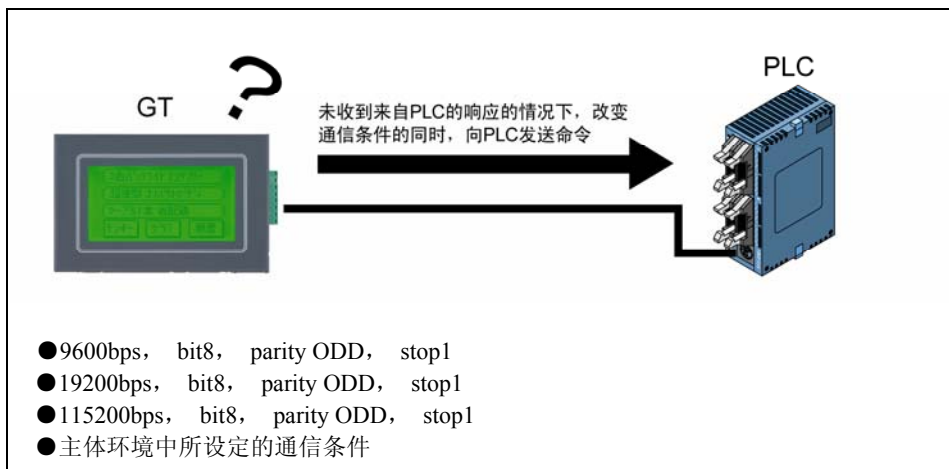 GT
PLC
未收到来自PLC的响应的情况下，改变
通信条件的同时，向PLC发送命令
●9600bps， bit8， parity ODD， stop1
●19200bps， bit8， parity ODD， stop1
●115200bps， bit8， parity ODD， stop1
●主体环境中所设定的通信条件